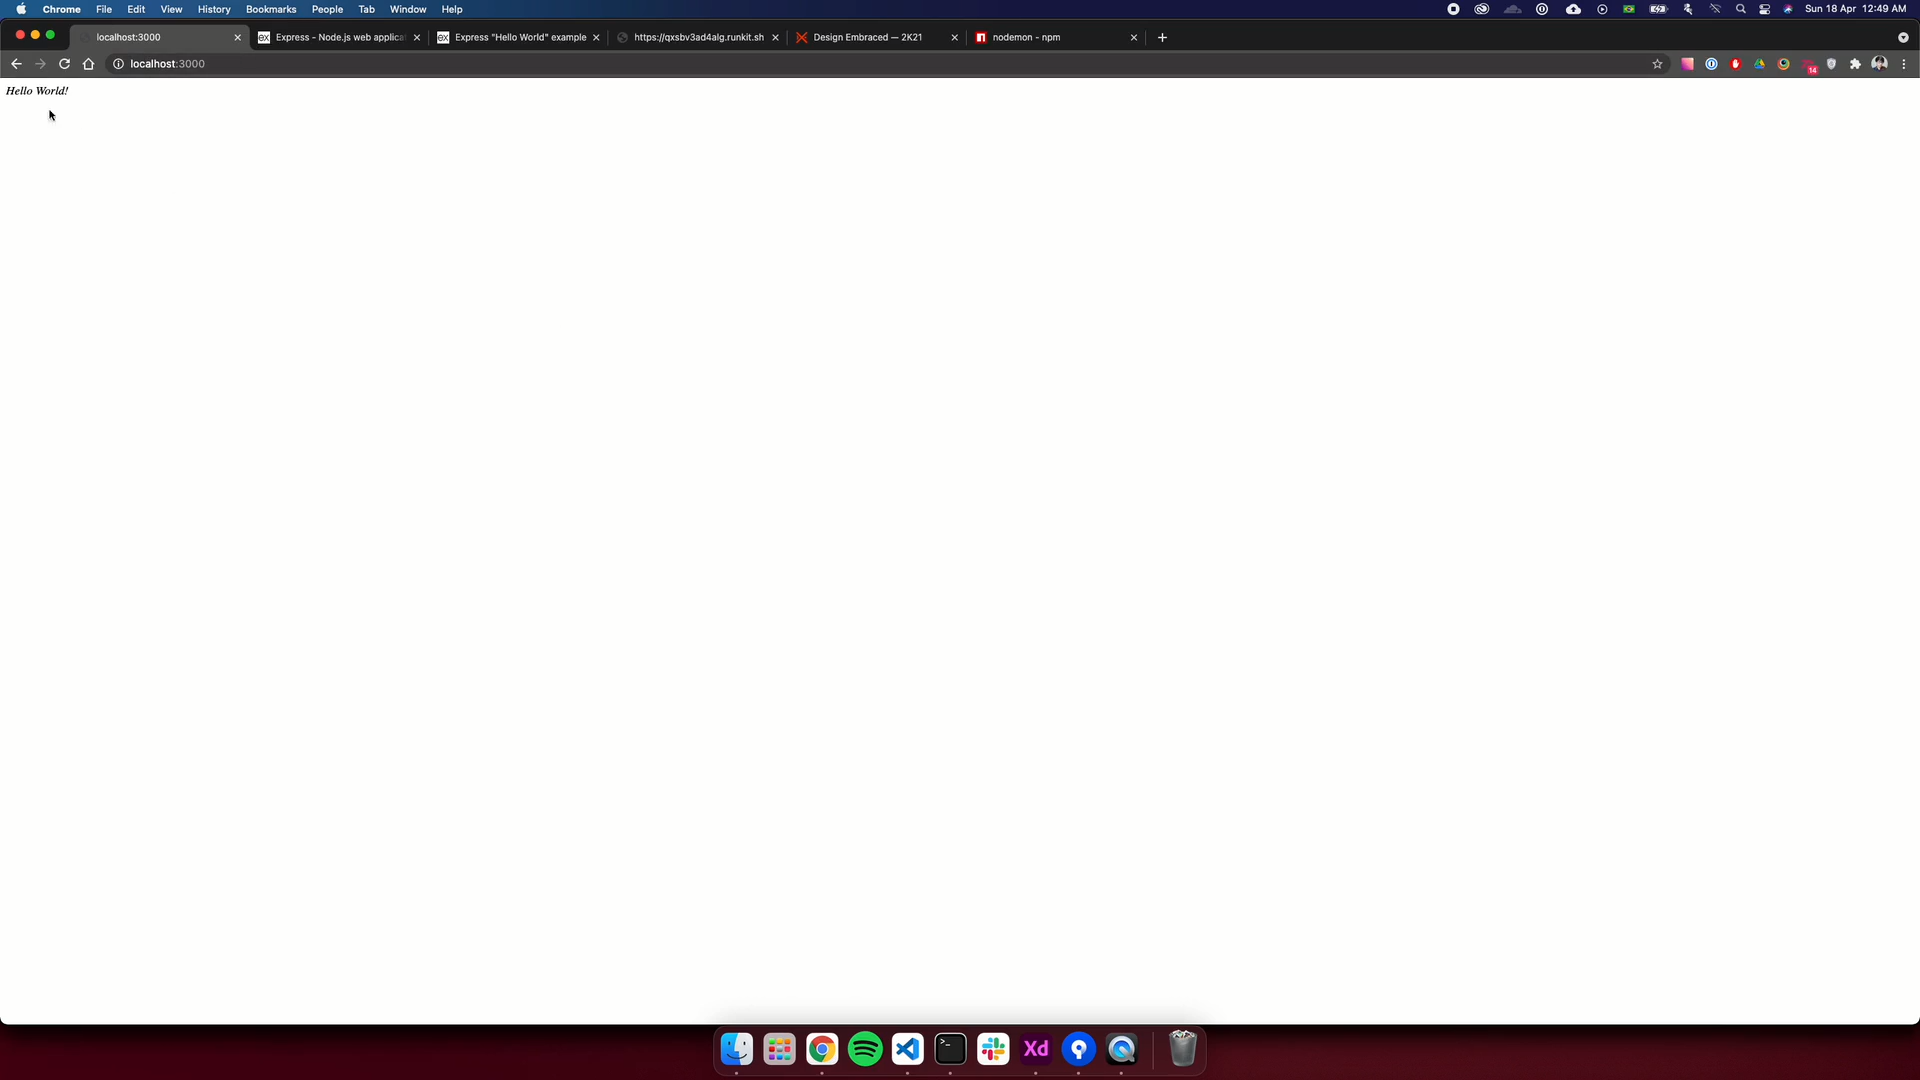 Chrome File Edit View History Bookmarks People Tab Window Help Sun 18 Apr 12:49 AM
localhost:3000 ex Express - Node.js web applica ex Express "Hello World" example https://qxsbv3ad4alg.runkit.sh Design Embraced — 2K21 nodemon - npm
localhost:3000 14
Hello World!
>_ Xd